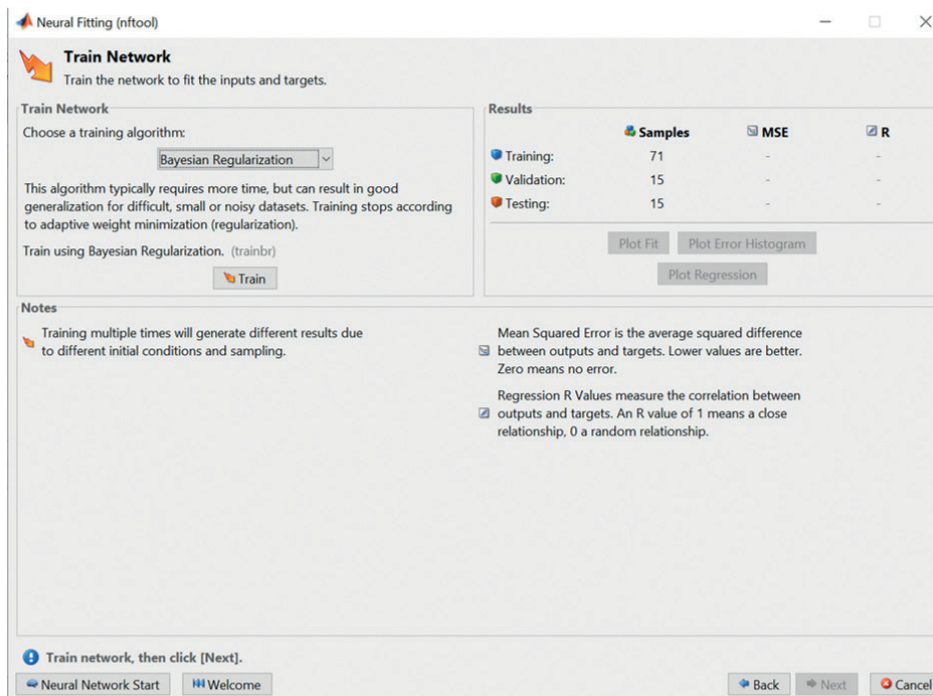 Neural Fitting (nftool)
Train Network
Train the network to fit the inputs and targets.
Train Network
Choose a training algorithm:
Bayesian Regularization
This algorithm typically requires more time, but can result in good
generalization for difficult, small or noisy datasets. Training stops according
to adaptive weight minimization (regularization).
Train using Bayesian Regularization. (trainbr)
Train
Results
Samples MSE R
Training: 71 - -
Validation: 15 - -
Testing: 15 - -
Plot Fit Plot Error Histogram
Plot Regression
Notes
Training multiple times will generate different results due
to different initial conditions and sampling.
Mean Squared Error is the average squared difference
between outputs and targets. Lower values are better.
Zero means no error.
Regression R Values measure the correlation between
outputs and targets. An R value of 1 means a close
relationship, 0 a random relationship.
Train network, then click [Next].
Neural Network Start Welcome Back Next Cancel